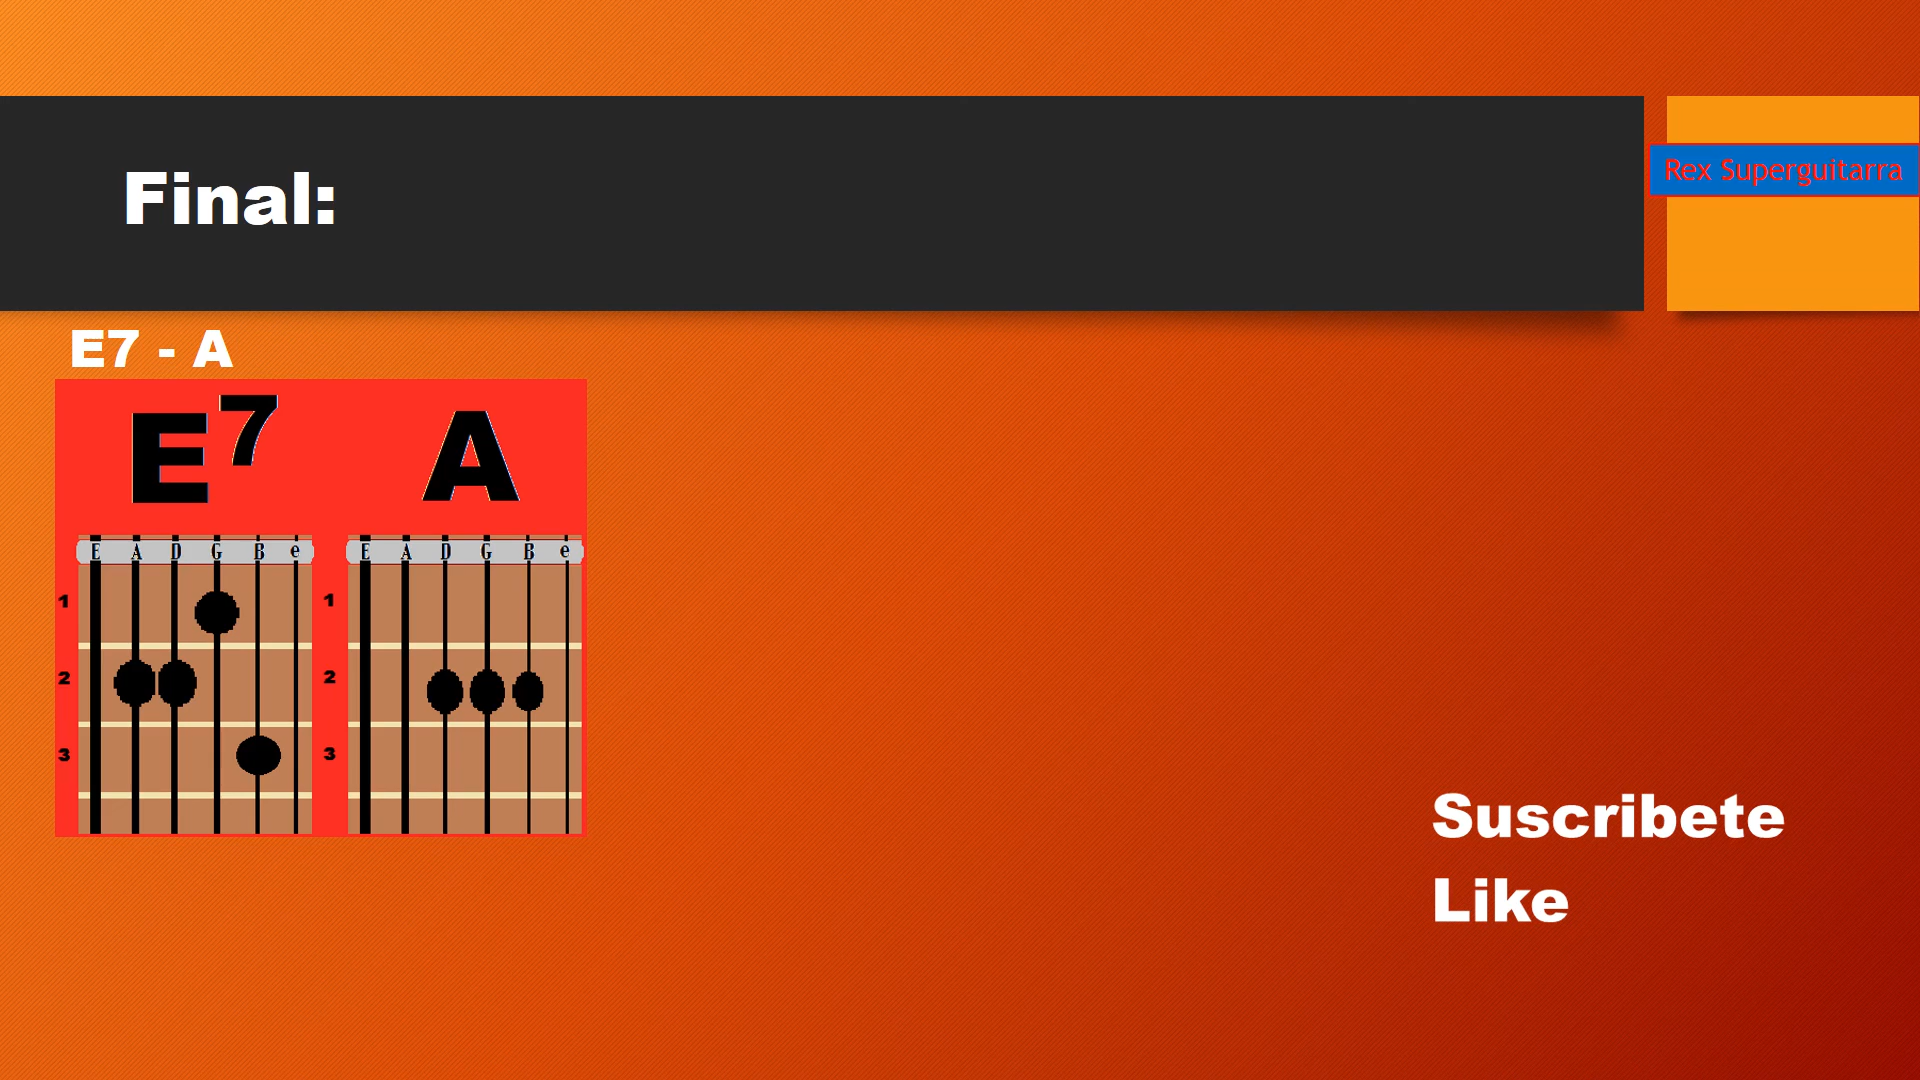 Final:
Rex Superguitarra
E7 - A
E7 A
E A D G B e E A D G B e
1 1
2 2
3 3
Suscribete
Like